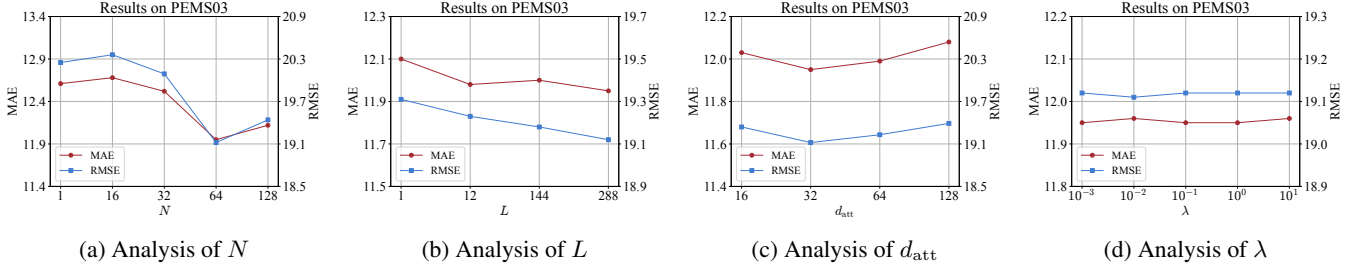 Results on PEMS03
13.4
12.9
12.4
11.9
11.4
MAE
20.9
20.3
19.7
19.1
18.5
RMSE
MAE
RMSE
1 16 32 64 128
N
(a) Analysis of N
Results on PEMS03
12.3
12.1
11.9
11.7
11.5
MAE
19.7
19.5
19.3
19.1
18.9
RMSE
MAE
RMSE
1 12 144 288
L
(b) Analysis of L
Results on PEMS03
12.2
12.0
11.8
11.6
11.4
MAE
20.9
20.3
19.7
19.1
18.5
RMSE
MAE
RMSE
16 32 64 128
d_att
(c) Analysis of d_att
Results on PEMS03
12.2
12.1
12.0
11.9
11.8
MAE
19.3
19.2
19.1
19.0
18.9
RMSE
MAE
RMSE
10⁻³ 10⁻² 10⁻¹ 10⁰ 10¹
λ
(d) Analysis of λ